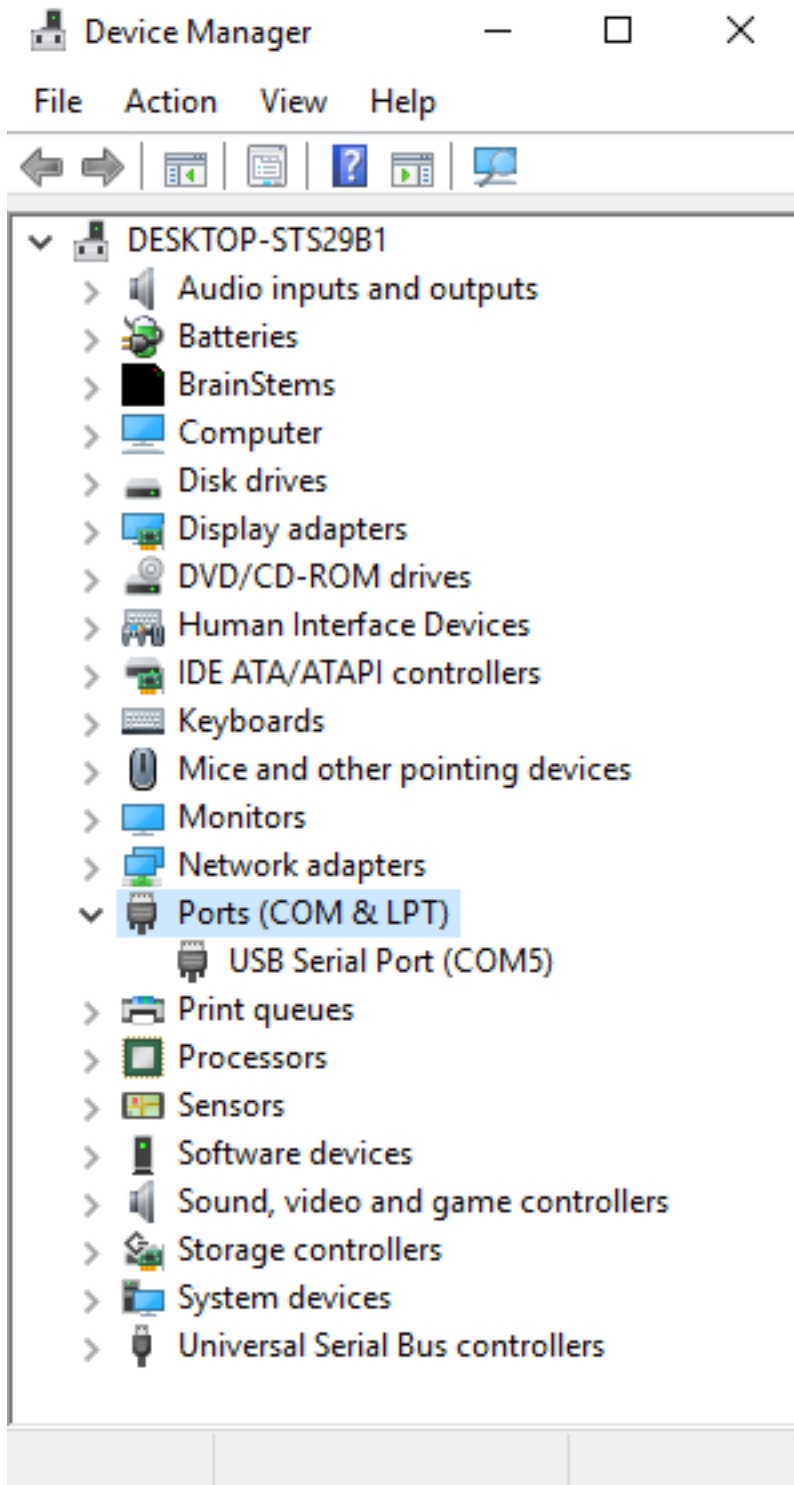 Device Manager
File Action View Help
?
DESKTOP-STS29B1
Audio inputs and outputs
Batteries
BrainStems
Computer
Disk drives
Display adapters
DVD/CD-ROM drives
Human Interface Devices
IDE ATA/ATAPI controllers
Keyboards
Mice and other pointing devices
Monitors
Network adapters
Ports (COM & LPT)
USB Serial Port (COM5)
Print queues
Processors
Sensors
Software devices
Sound, video and game controllers
Storage controllers
System devices
Universal Serial Bus controllers